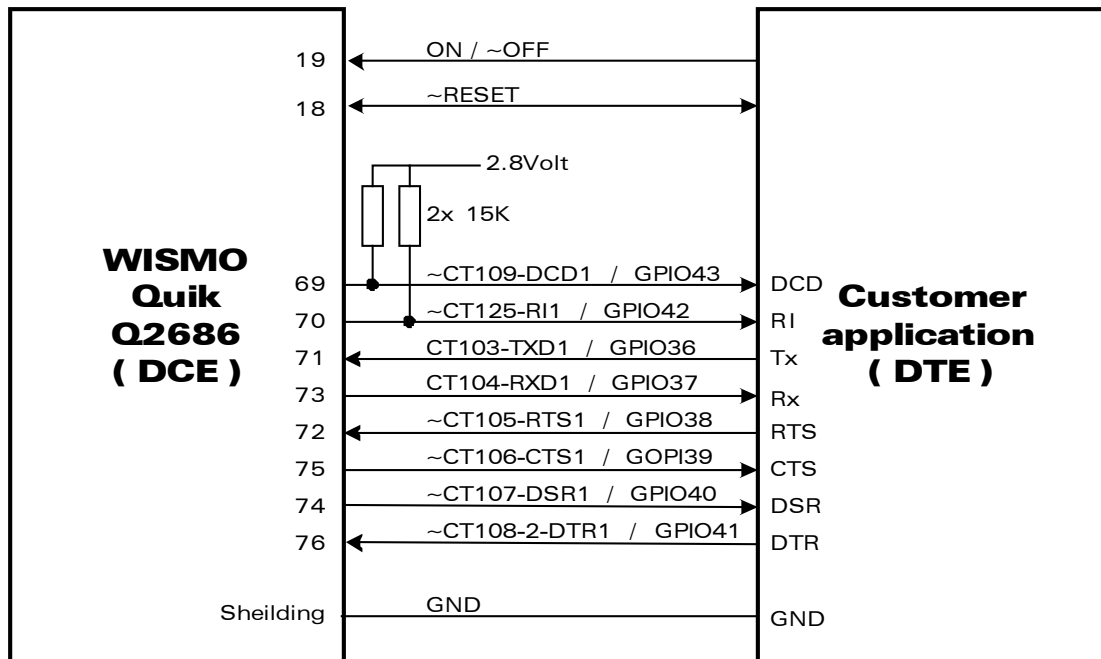 19 ON / ~OFF
18 ~RESET
2.8Volt
2x 15K
WISMO
Quik
Q2686
( DCE )
69 ~CT109-DCD1 / GPIO43 DCD
70 ~CT125-RI1 / GPIO42 RI
71 CT103-TXD1 / GPIO36 Tx
73 CT104-RXD1 / GPIO37 Rx
72 ~CT105-RTS1 / GPIO38 RTS
75 ~CT106-CTS1 / GOPI39 CTS
74 ~CT107-DSR1 / GPIO40 DSR
76 ~CT108-2-DTR1 / GPIO41 DTR
Sheilding GND GND
Customer
application
( DTE )